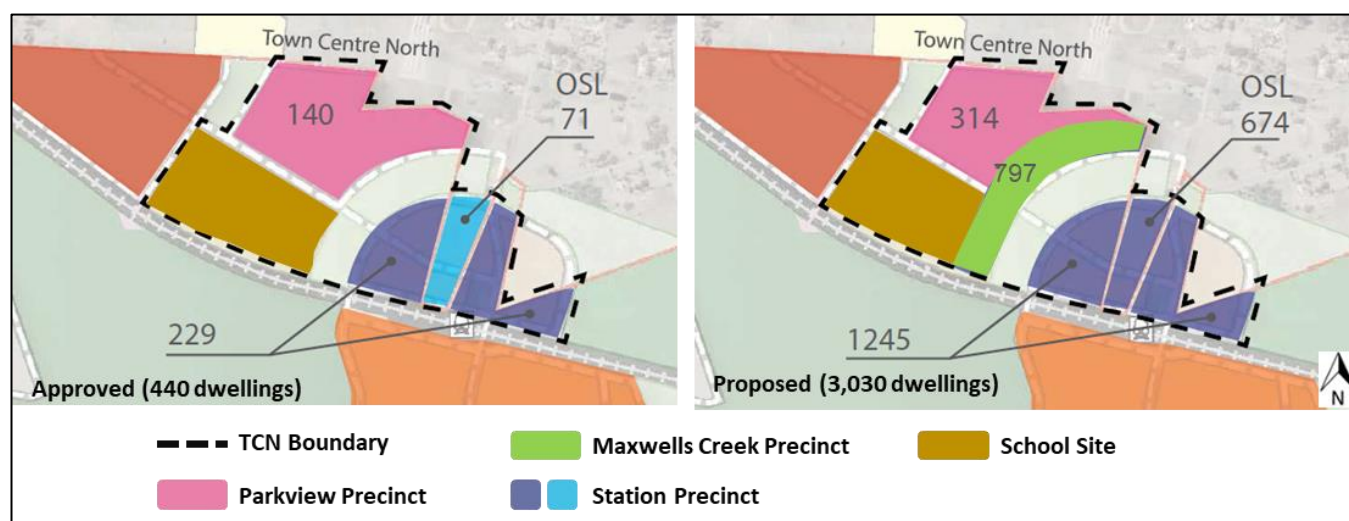 Town Centre North
140
OSL
71
229
Approved (440 dwellings)
Town Centre North
314
797
OSL
674
1245
Proposed (3,030 dwellings)
N
TCN Boundary
Maxwells Creek Precinct
School Site
Parkview Precinct
Station Precinct